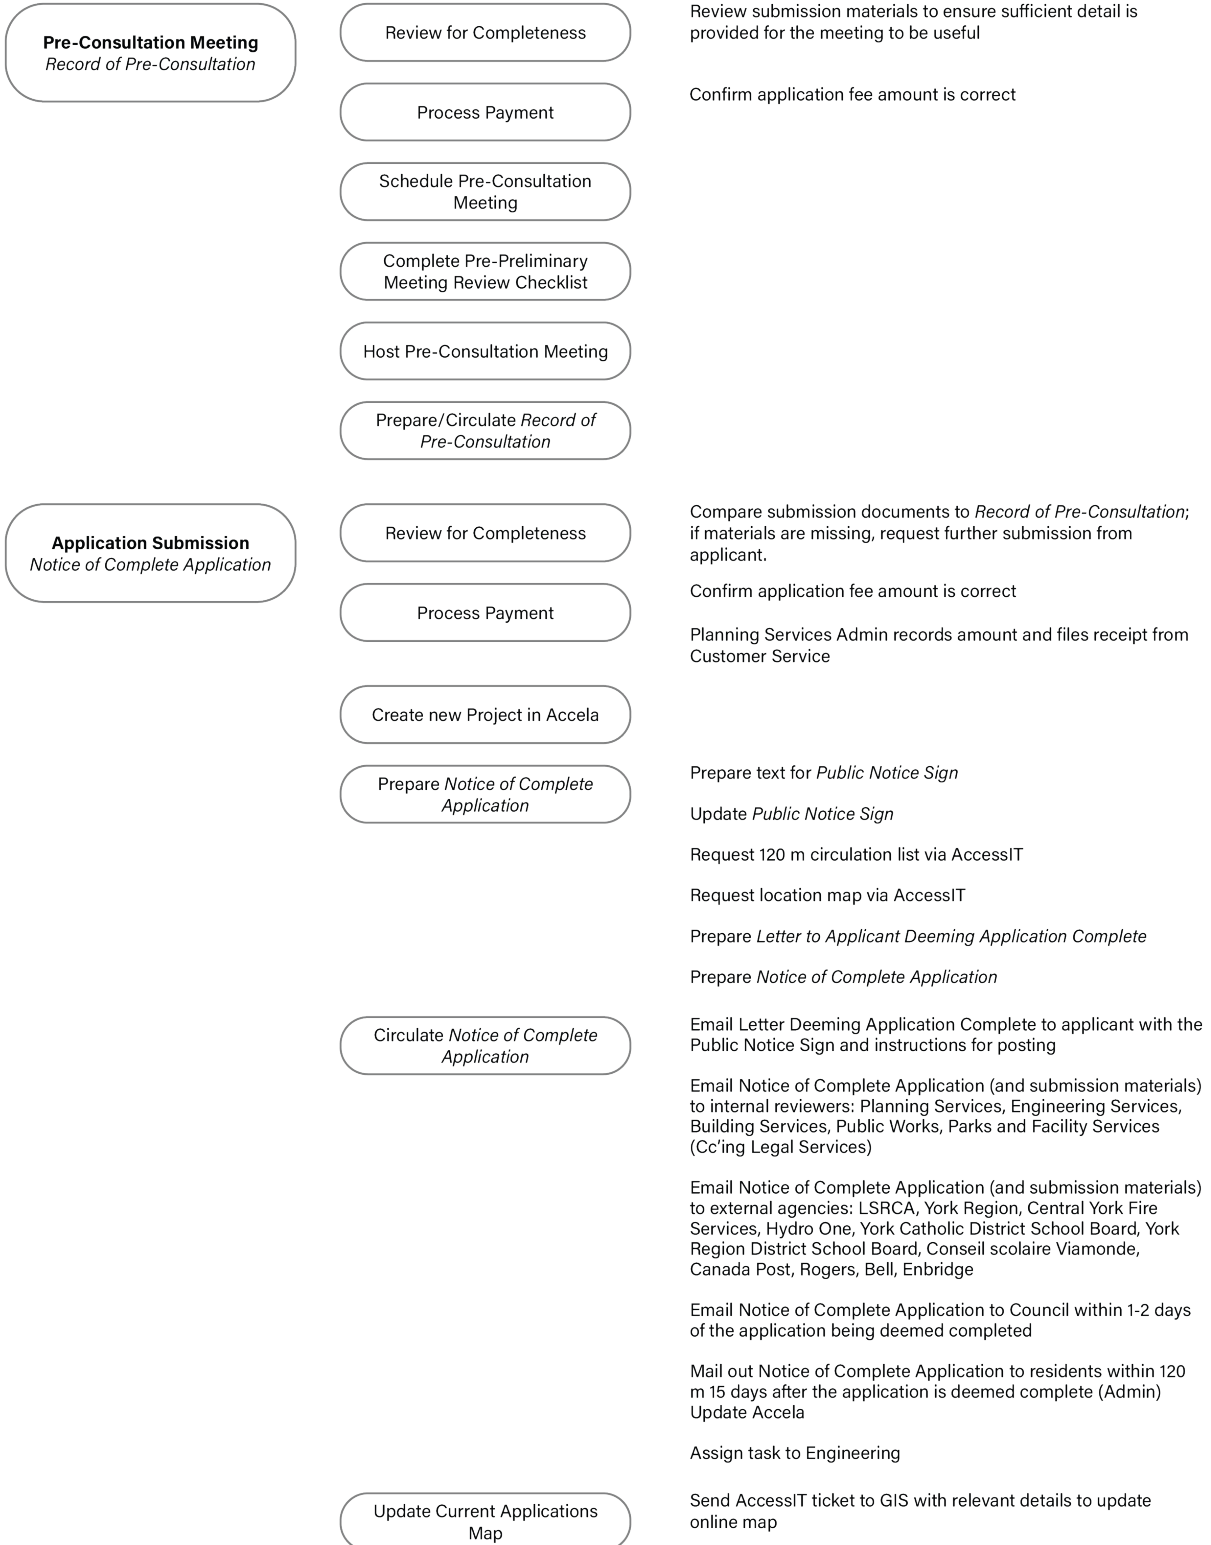 Pre-Consultation Meeting
Record of Pre-Consultation
Review for Completeness
Review submission materials to ensure sufficient detail is
provided for the meeting to be useful
Process Payment
Confirm application fee amount is correct
Schedule Pre-Consultation
Meeting
Complete Pre-Preliminary
Meeting Review Checklist
Host Pre-Consultation Meeting
Prepare/Circulate Record of
Pre-Consultation
Application Submission
Notice of Complete Application
Review for Completeness
Compare submission documents to Record of Pre-Consultation;
if materials are missing, request further submission from
applicant.
Process Payment
Confirm application fee amount is correct
Planning Services Admin records amount and files receipt from
Customer Service
Create new Project in Accela
Prepare Notice of Complete
Application
Prepare text for Public Notice Sign
Update Public Notice Sign
Request 120 m circulation list via AccessIT
Request location map via AccessIT
Prepare Letter to Applicant Deeming Application Complete
Prepare Notice of Complete Application
Circulate Notice of Complete
Application
Email Letter Deeming Application Complete to applicant with the
Public Notice Sign and instructions for posting
Email Notice of Complete Application (and submission materials)
to internal reviewers: Planning Services, Engineering Services,
Building Services, Public Works, Parks and Facility Services
(Cc'ing Legal Services)
Email Notice of Complete Application (and submission materials)
to external agencies: LSRCA, York Region, Central York Fire
Services, Hydro One, York Catholic District School Board, York
Region District School Board, Conseil scolaire Viamonde,
Canada Post, Rogers, Bell, Enbridge
Email Notice of Complete Application to Council within 1-2 days
of the application being deemed completed
Mail out Notice of Complete Application to residents within 120
m 15 days after the application is deemed complete (Admin)
Update Accela
Assign task to Engineering
Update Current Applications
Map
Send AccessIT ticket to GIS with relevant details to update
online map